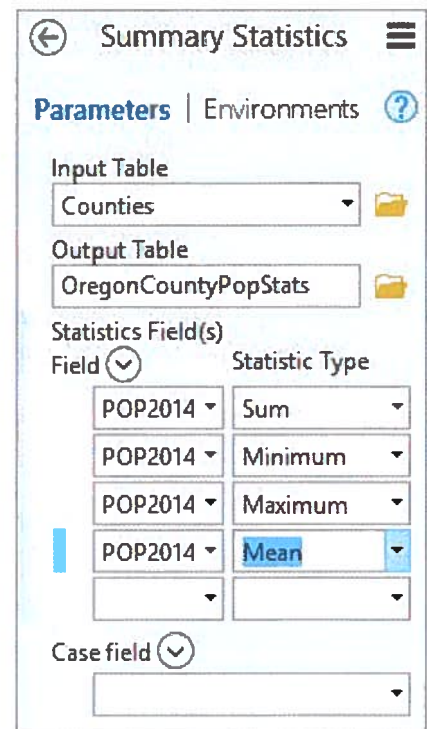 Summary Statistics
Parameters | Environments ?
Input Table
Counties
Output Table
OregonCountyPopStats
Statistics Field(s)
Field Statistic Type
POP2014 Sum
POP2014 Minimum
POP2014 Maximum
POP2014 Mean
Case field